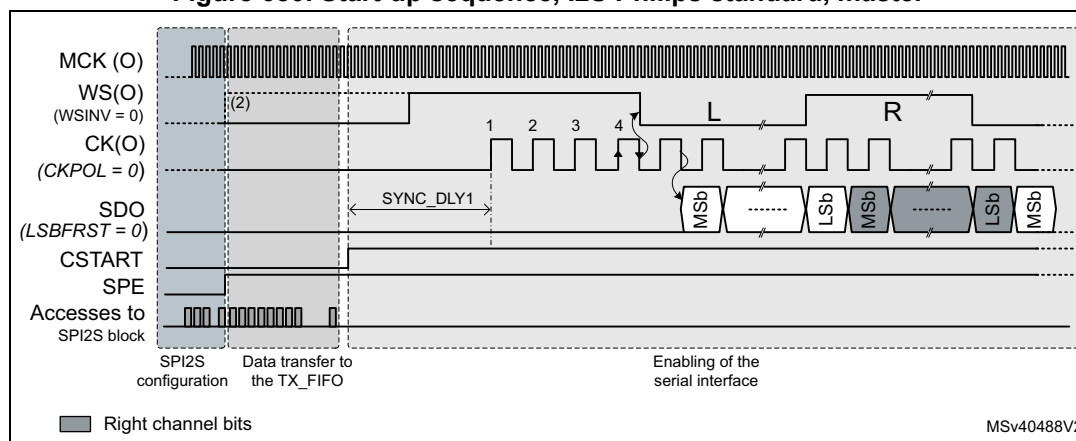 Figure 680. Start-up sequence, I2S Philips standard, master
MCK (O)
WS(O)
(WSINV = 0)
(2)
L
R
CK(O)
(CKPOL = 0)
1 2 3 4
SYNC_DLY1
SDO
(LSBFRST = 0)
MSb
--------
LSb
MSb
--------
LSb
MSb
CSTART
SPE
Accesses to
SPI2S block
SPI2S
configuration
Data transfer to
the TX_FIFO
Enabling of the
serial interface
Right channel bits
MSv40488V2